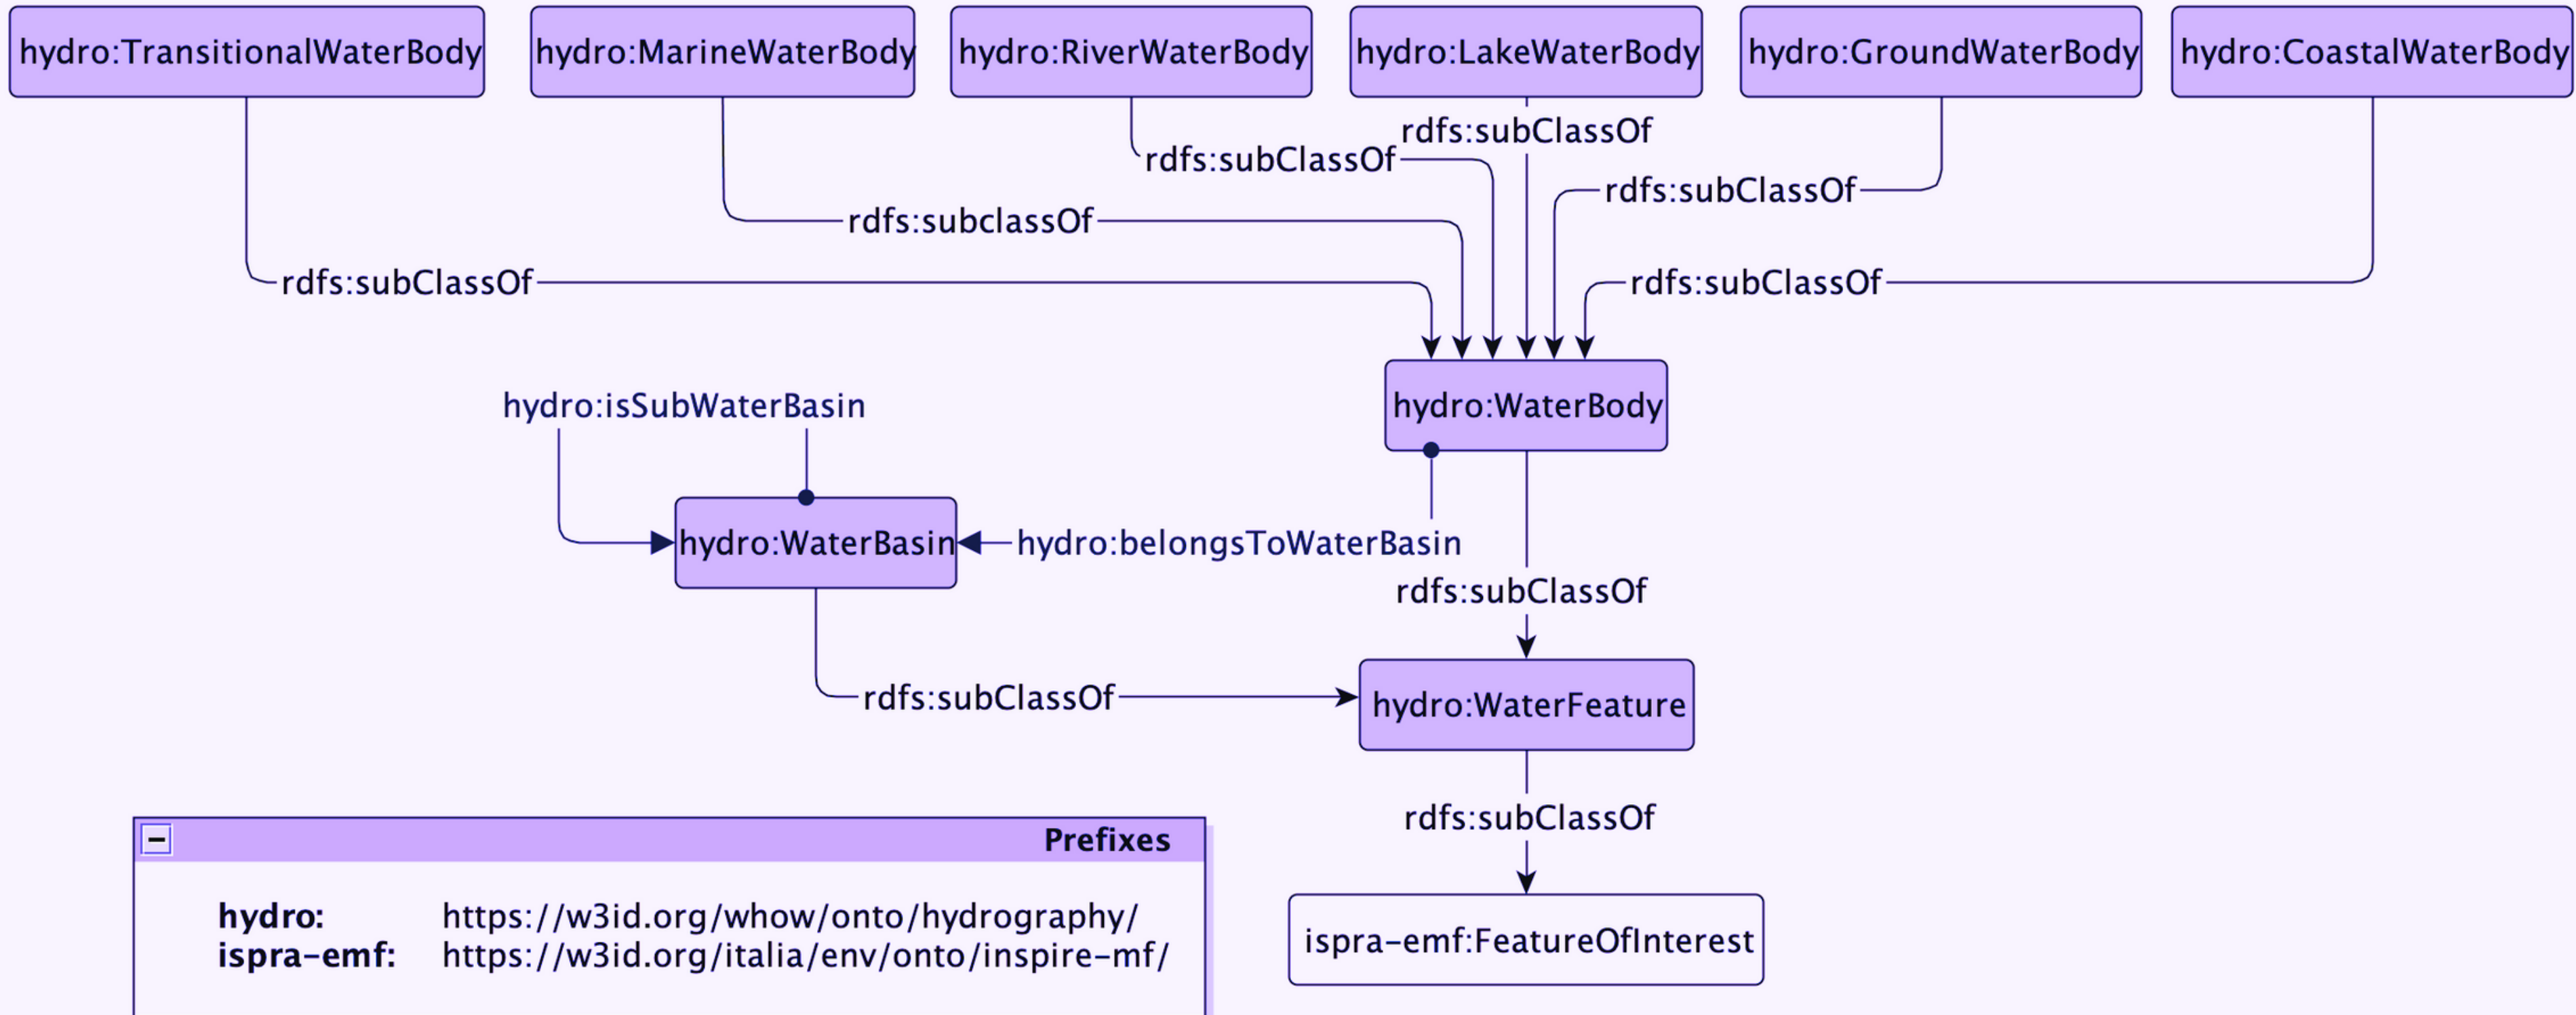 hydro:TransitionalWaterBody
hydro:MarineWaterBody
hydro:RiverWaterBody
hydro:LakeWaterBody
hydro:GroundWaterBody
hydro:CoastalWaterBody
rdfs:subClassOf
rdfs:subClassOf
rdfs:subClassOf
rdfs:subclassOf
rdfs:subClassOf
rdfs:subClassOf
hydro:isSubWaterBasin
hydro:WaterBody
hydro:WaterBasin
hydro:belongsToWaterBasin
rdfs:subClassOf
rdfs:subClassOf
hydro:WaterFeature
rdfs:subClassOf
Prefixes
hydro: https://w3id.org/whow/onto/hydrography/
ispra-emf: https://w3id.org/italia/env/onto/inspire-mf/
ispra-emf:FeatureOfInterest